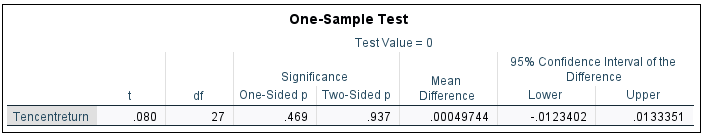 One-Sample Test
Test Value = 0
95% Confidence Interval of the Difference
Significance
Mean Difference
t df One-Sided p Two-Sided p Lower Upper
Tencentreturn .080 27 .469 .937 .00049744 -.0123402 .0133351